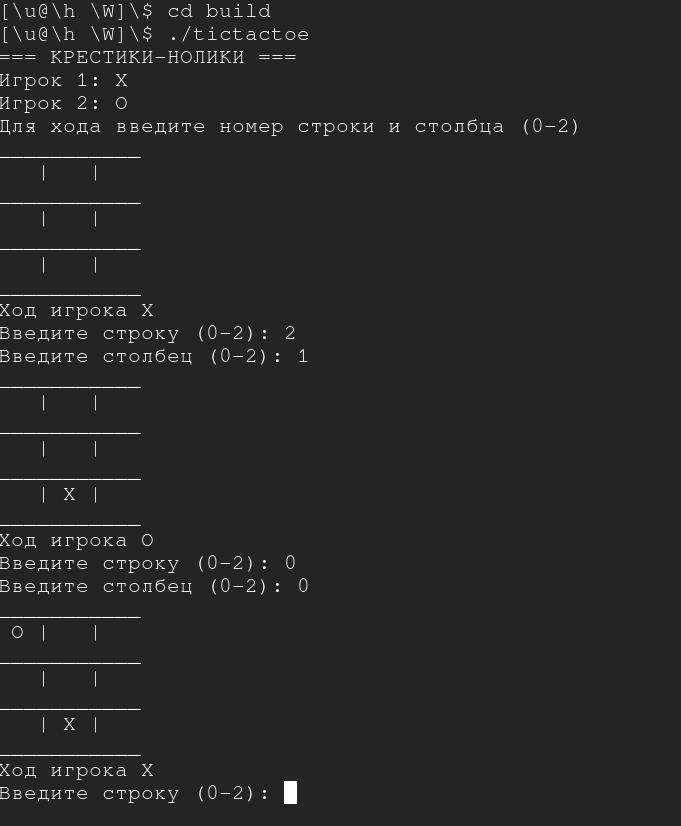 [\u@\h \W]\$ cd build
[\u@\h \W]\$ ./tictactoe
=== КРЕСТИКИ-НОЛИКИ ===
Игрок 1: X
Игрок 2: O
Для хода введите номер строки и столбца (0-2)
___________
   |   |
___________
   |   |
___________
   |   |
___________
Ход игрока X
Введите строку (0-2): 2
Введите столбец (0-2): 1
___________
   |   |
___________
   |   |
___________
   | X |
___________
Ход игрока O
Введите строку (0-2): 0
Введите столбец (0-2): 0
___________
 O |   |
___________
   |   |
___________
   | X |
___________
Ход игрока X
Введите строку (0-2):